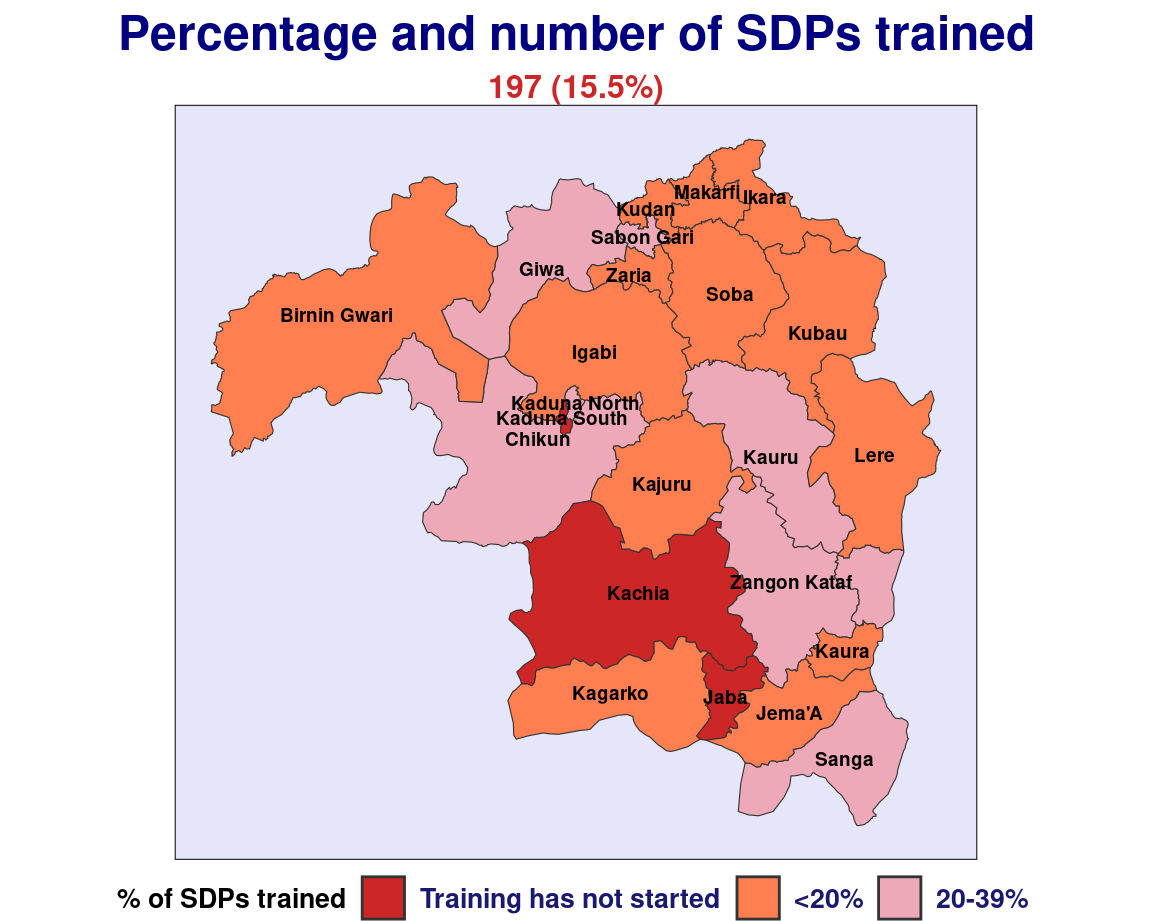 Percentage and number of SDPs trained
197 (15.5%)
Makarfi
Ikara
Kudan
Sabon Gari
Giwa
Zaria
Soba
Birnin Gwari
Kubau
Igabi
Kaduna North
Kaduna South
Chikun
Kauru
Lere
Kajuru
Zangon Kataf
Kachia
Kaura
Kagarko
Jaba
Jema'A
Sanga
% of SDPs trained
Training has not started
<20%
20-39%